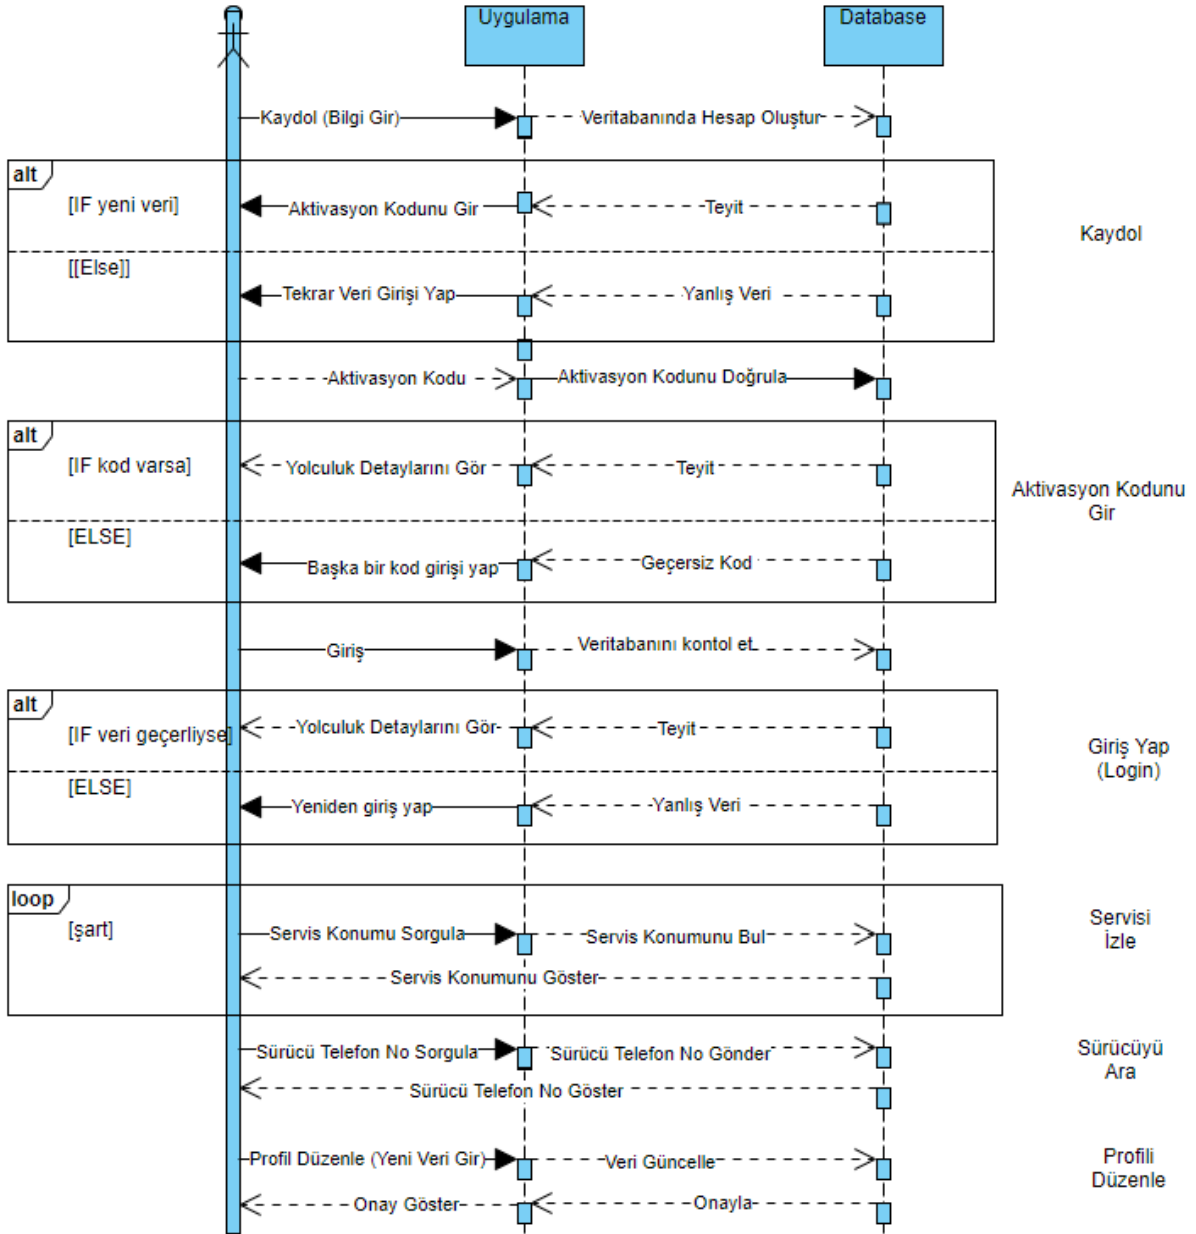 Uygulama
Database
Kaydol (Bilgi Gir)
Veritabanında Hesap Oluştur
alt
[IF yeni veri]
Aktivasyon Kodunu Gir
Teyit
Kaydol
[[Else]]
Tekrar Veri Girişi Yap
Yanlış Veri
Aktivasyon Kodu
Aktivasyon Kodunu Doğrula
alt
[IF kod varsa]
Yolculuk Detaylarını Gör
Teyit
Aktivasyon Kodunu
Gir
[ELSE]
Başka bir kod girişi yap
Geçersiz Kod
Giriş
Veritabanını kontol et
alt
[IF veri geçerliyse]
Yolculuk Detaylarını Gör
Teyit
Giriş Yap
(Login)
[ELSE]
Yeniden giriş yap
Yanlış Veri
loop
[şart]
Servis Konumu Sorgula
Servis Konumunu Bul
Servisi
İzle
Servis Konumunu Göster
Sürücü Telefon No Sorgula
Sürücü Telefon No Gönder
Sürücüyü
Ara
Sürücü Telefon No Göster
Profil Düzenle (Yeni Veri Gir)
Veri Güncelle
Profili
Düzenle
Onay Göster
Onayla